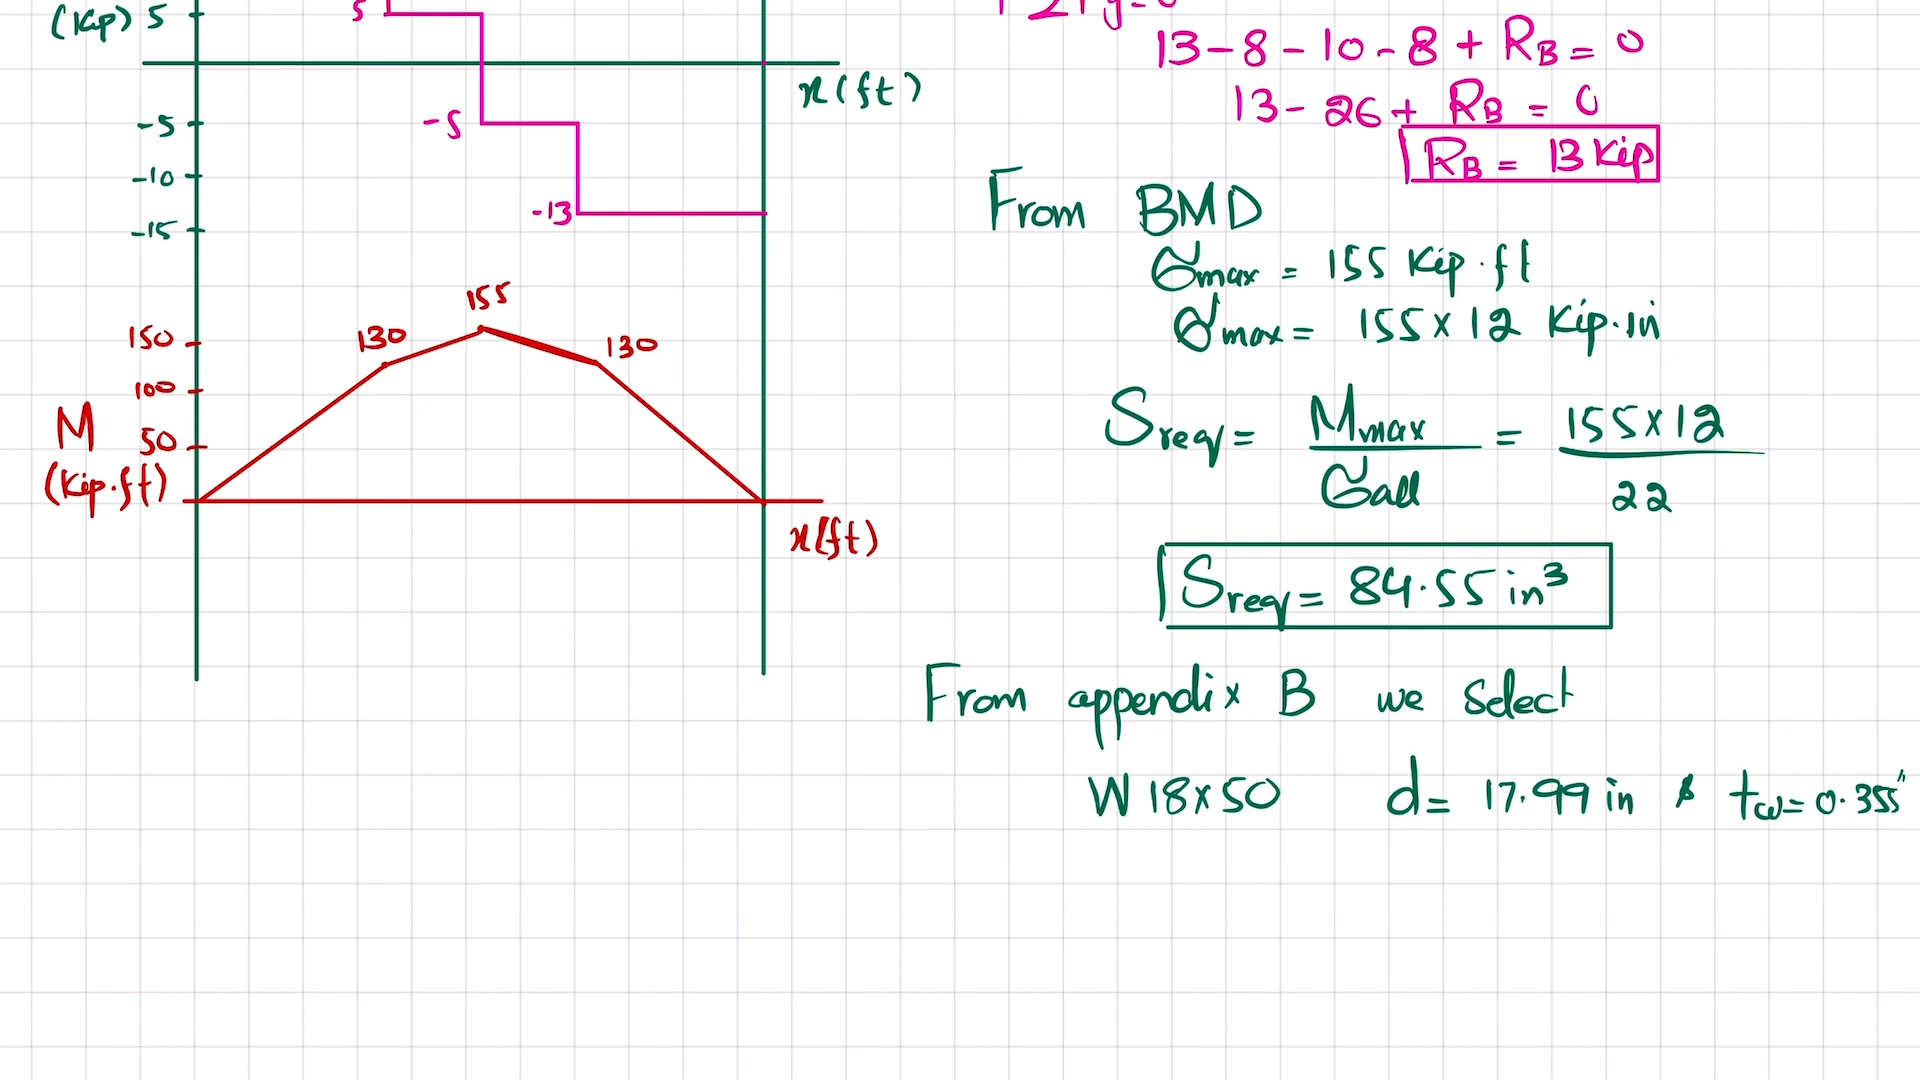 (Kip) 5
5
x(ft)
-5
-5
-10
-13
-15
155
150
130
130
100
M
50
(Kip.ft)
x(ft)
13-8-10-8 + RB = 0
13-26 + RB = 0
RB = 13 Kip
From BMD
σmax = 155 Kip.ft
σmax = 155×12 Kip.in
Sreq = Mmax / σall = 155×12 / 22
Sreq = 84.55 in³
From appendix B we select
W 18×50 d = 17.99 in & tw = 0.355"